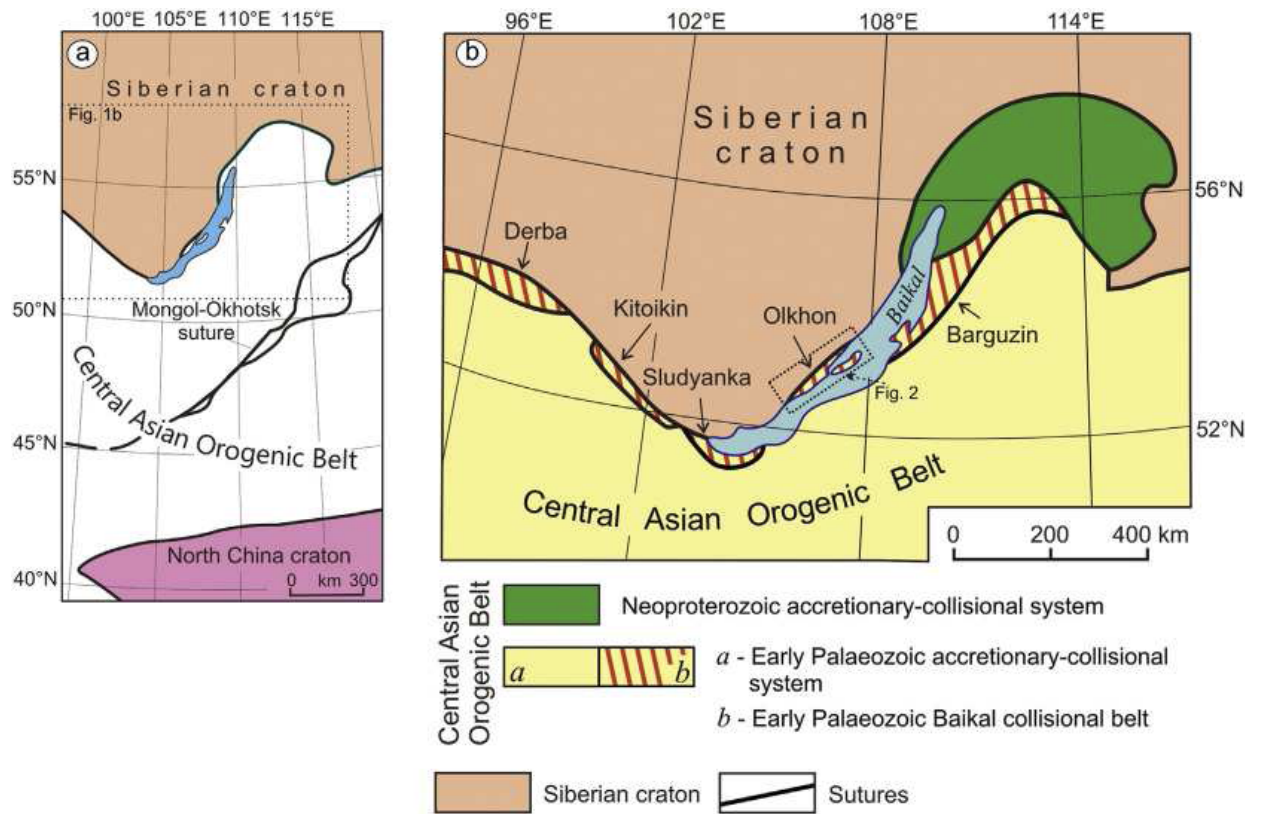 100°E 105°E 110°E 115°E
a
Siberian craton
Fig. 1b
55°N
50°N
Mongol-Okhotsk
suture
Central Asian Orogenic Belt
45°N
North China craton
40°N
0 km 300
96°E 102°E 108°E 114°E
b
Siberian
craton
56°N
Derba
Kitoikin
Olkhon
Baikal
Barguzin
Sludyanka
Fig. 2
52°N
Central Asian Orogenic Belt
0 200 400 km
Central Asian
Orogenic Belt
Neoproterozoic accretionary-collisional system
a b
a - Early Palaeozoic accretionary-collisional
system
b - Early Palaeozoic Baikal collisional belt
Siberian craton
Sutures